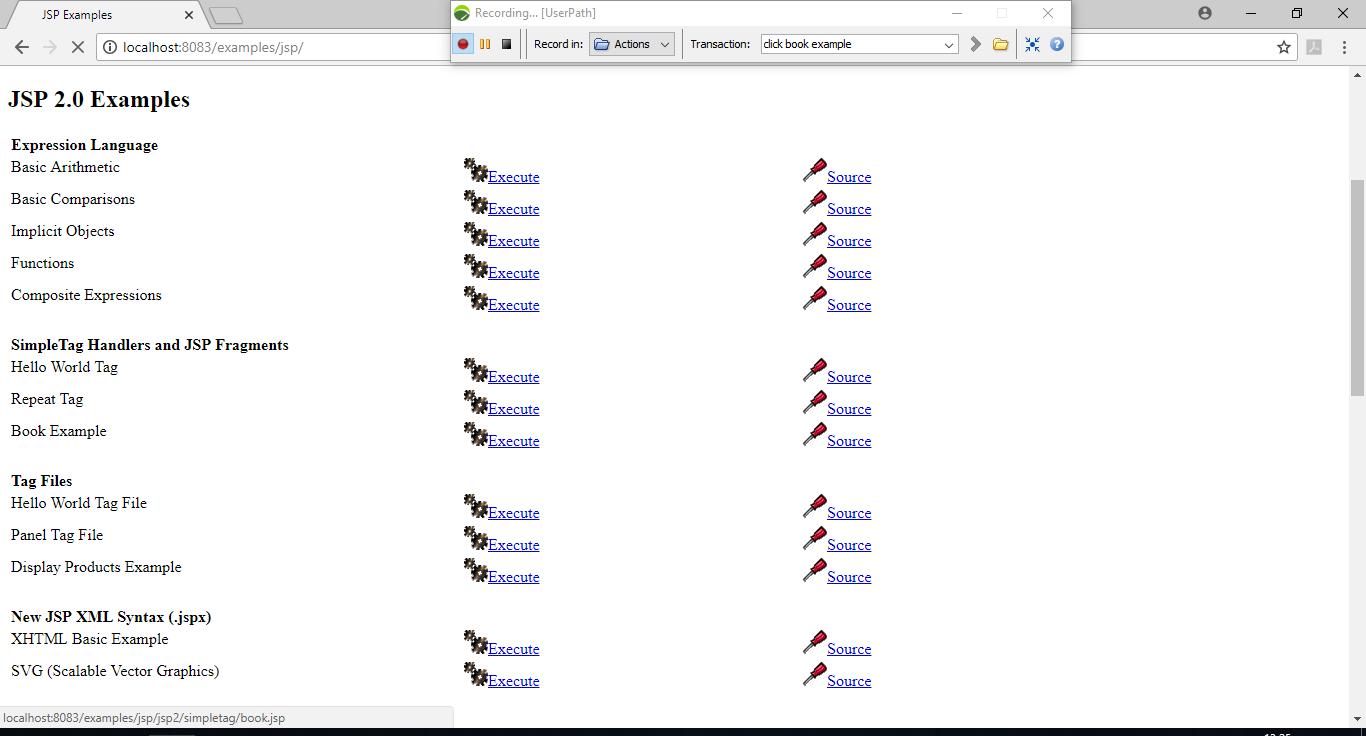 JSP Examples
Recording... [UserPath]
localhost:8083/examples/jsp/
Record in: Actions Transaction: click book example
JSP 2.0 Examples
Expression Language
Basic Arithmetic Execute Source
Basic Comparisons Execute Source
Implicit Objects Execute Source
Functions Execute Source
Composite Expressions Execute Source
SimpleTag Handlers and JSP Fragments
Hello World Tag Execute Source
Repeat Tag Execute Source
Book Example Execute Source
Tag Files
Hello World Tag File Execute Source
Panel Tag File Execute Source
Display Products Example Execute Source
New JSP XML Syntax (.jspx)
XHTML Basic Example Execute Source
SVG (Scalable Vector Graphics) Execute Source
localhost:8083/examples/jsp/jsp2/simpletag/book.jsp